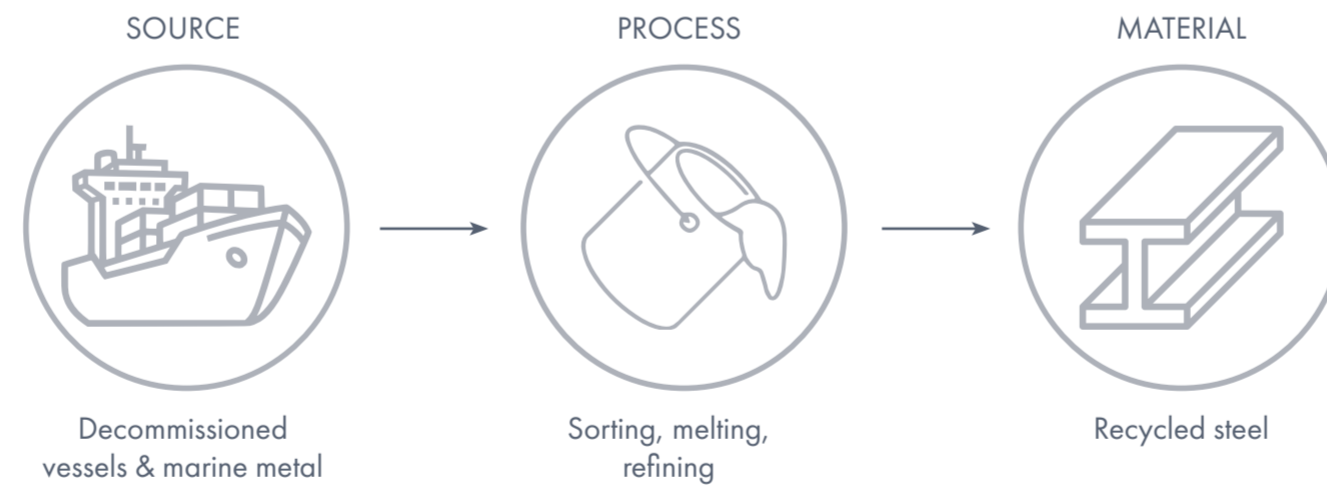 SOURCE
PROCESS
MATERIAL
Decommissioned
vessels & marine metal
Sorting, melting,
refining
Recycled steel